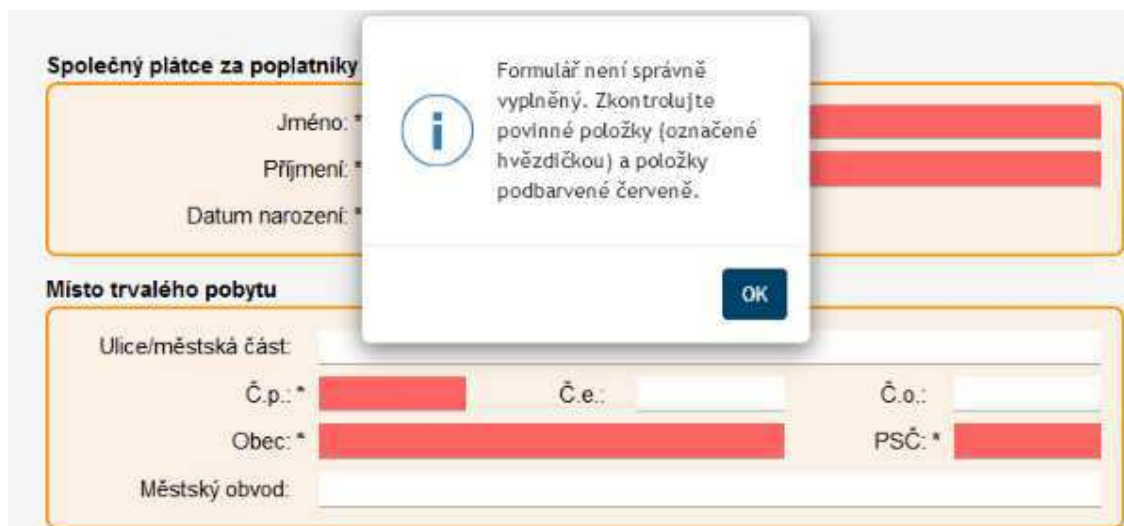 Společný plátce za poplatníky
Jméno: *
Příjmení: *
Datum narození: *
Formulář není správně
vyplněný. Zkontrolujte
povinné položky (označené
hvězdičkou) a položky
podbarvené červeně.
OK
Místo trvalého pobytu
Ulice/městská část:
Č.p.: * Č.e.: Č.o.:
Obec: * PSČ: *
Městský obvod: